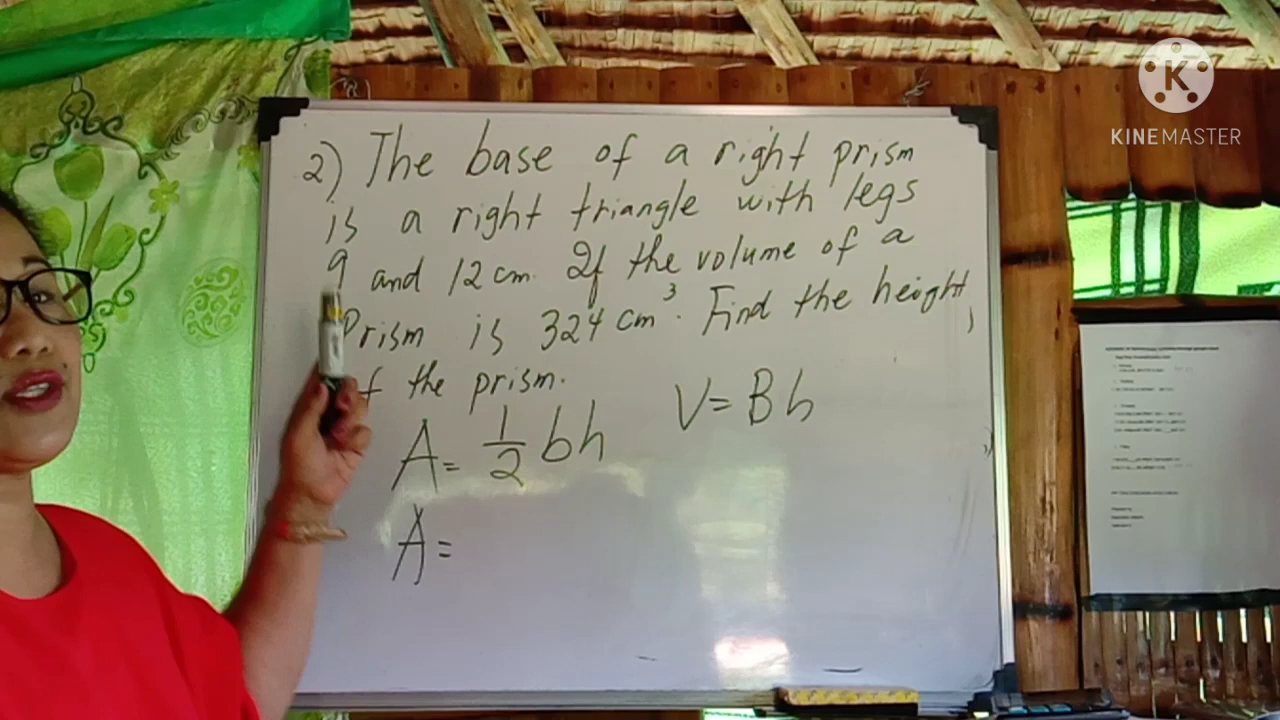 2) The base of a right prism
is a right triangle with legs
9 and 12 cm. If the volume of a
Prism is 324 cm³. Find the height
f the prism.
A = 1/2 bh
V = Bh
A =
K
KINEMASTER